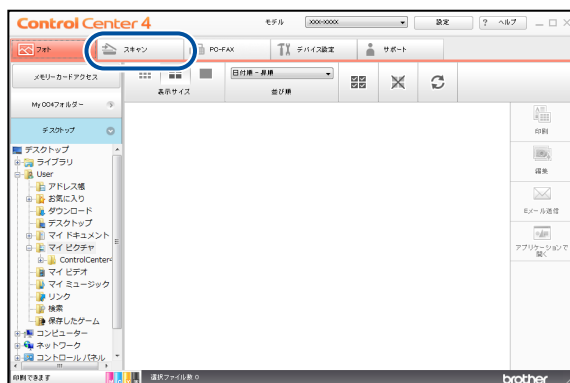 Control Center 4
モデル XXX-XXXX 設定 ? ヘルプ
フォト スキャン PC-FAX デバイス設定 サポート
メモリーカードアクセス
My CC4フォルダー
デスクトップ
表示サイズ
日付順 - 昇順
並び順
デスクトップ
ライブラリ
User
アドレス帳
お気に入り
ダウンロード
デスクトップ
マイ ドキュメント
マイ ピクチャ
ControlCenter4
マイ ビデオ
マイ ミュージック
リンク
検索
保存したゲーム
コンピューター
ネットワーク
コントロール パネル
印刷
編集
Eメール送信
アプリケーションで
開く
印刷できます
選択ファイル数 0
brother